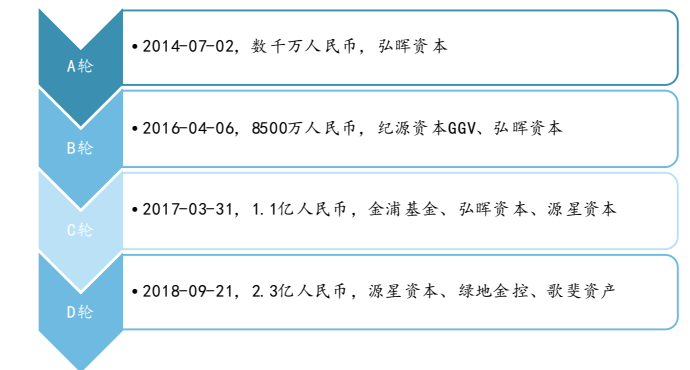 A轮
•2014-07-02, 数千万人民币, 弘晖资本
B轮
•2016-04-06, 8500万人民币, 纪源资本GGV、弘晖资本
C轮
•2017-03-31, 1.1亿人民币, 金浦基金、弘晖资本、源星资本
D轮
•2018-09-21, 2.3亿人民币, 源星资本、绿地金控、歌斐资产